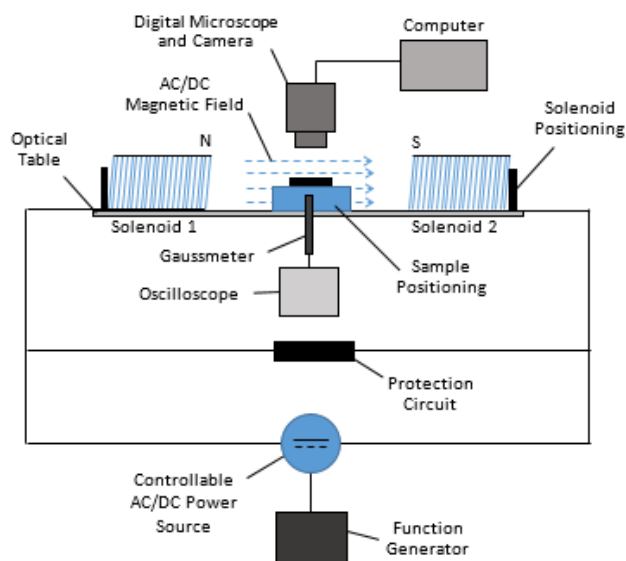 Digital Microscope
and Camera
Computer
AC/DC
Magnetic Field
Solenoid
Positioning
Optical
Table
N
S
Solenoid 1
Solenoid 2
Gaussmeter
Sample
Positioning
Oscilloscope
Protection
Circuit
Controllable
AC/DC Power
Source
Function
Generator